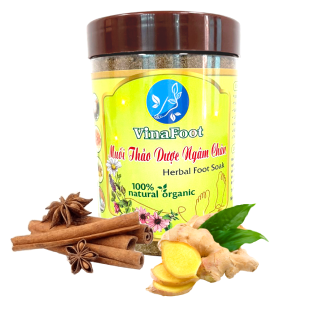 VinaFoot
Muối Thảo Dược Ngâm Chân
Herbal Foot Soak
100%
natural organic